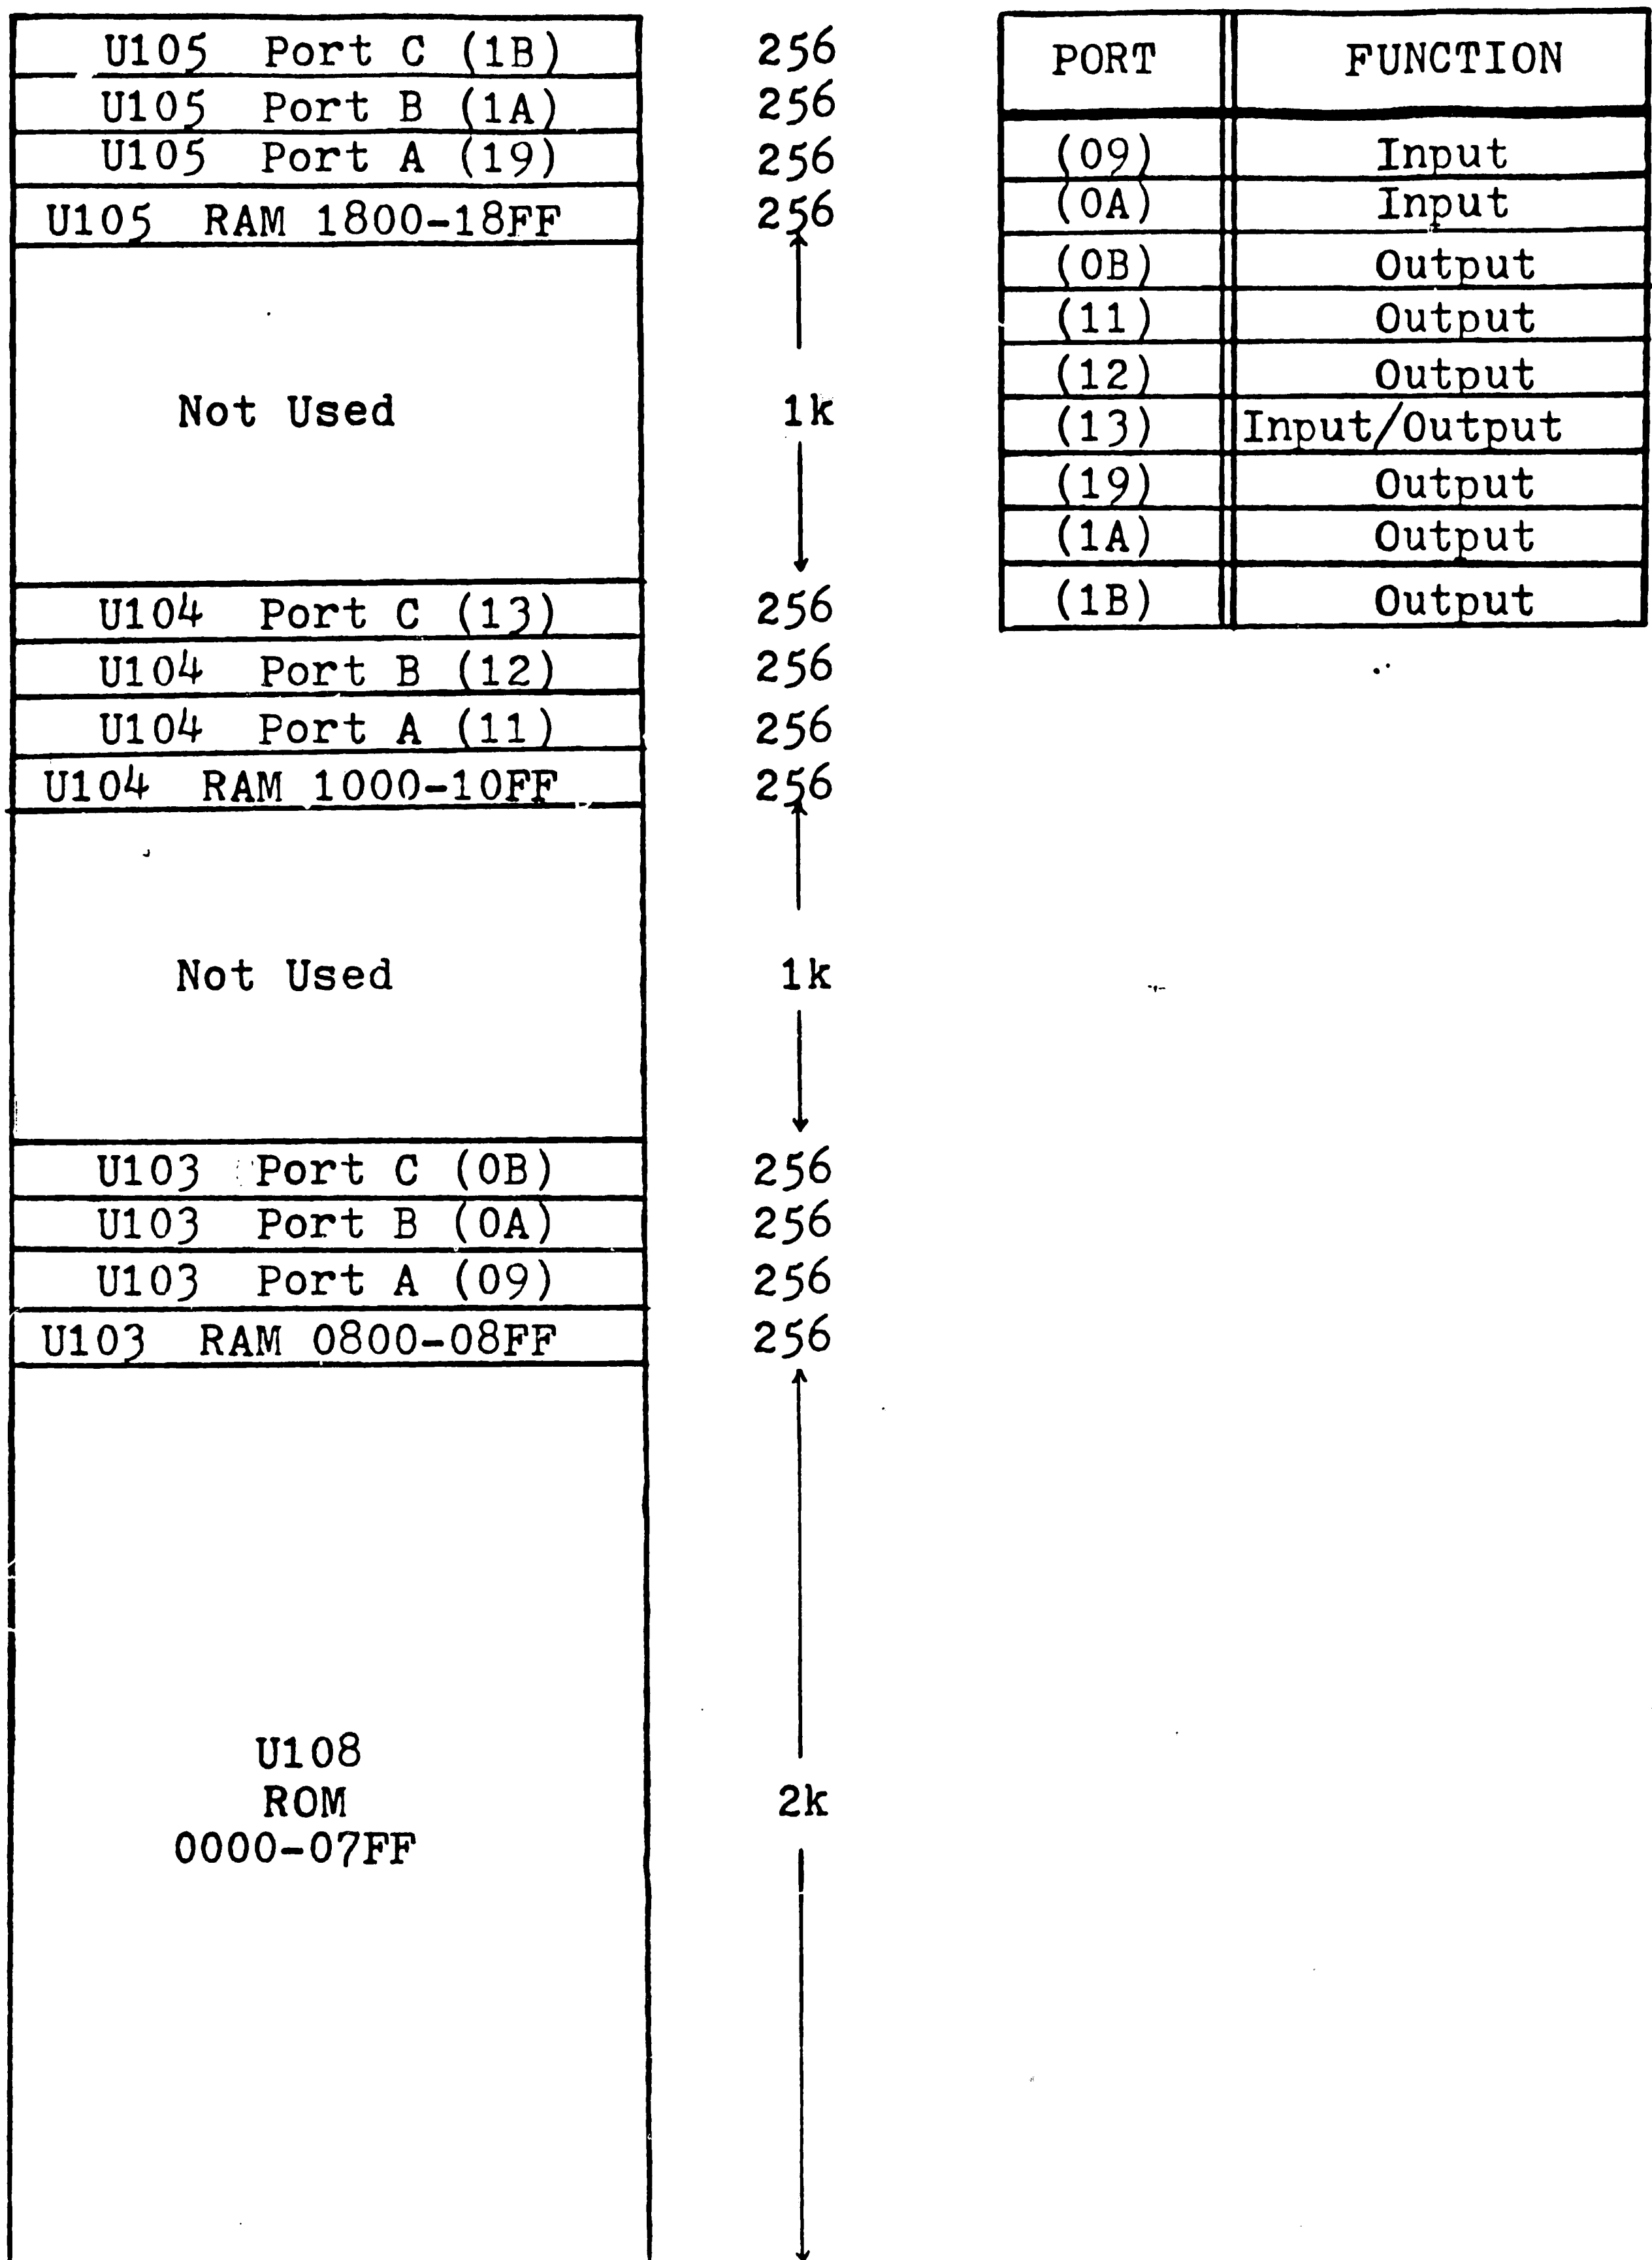 U105 Port C (1B) 256
U105 Port B (1A) 256
U105 Port A (19) 256
U105 RAM 1800-18FF 256
Not Used 1k
U104 Port C (13) 256
U104 Port B (12) 256
U104 Port A (11) 256
U104 RAM 1000-10FF 256
Not Used 1k
U103 Port C (0B) 256
U103 Port B (0A) 256
U103 Port A (09) 256
U103 RAM 0800-08FF 256
U108
ROM 2k
0000-07FF
PORT FUNCTION
(09) Input
(0A) Input
(0B) Output
(11) Output
(12) Output
(13) Input/Output
(19) Output
(1A) Output
(1B) Output